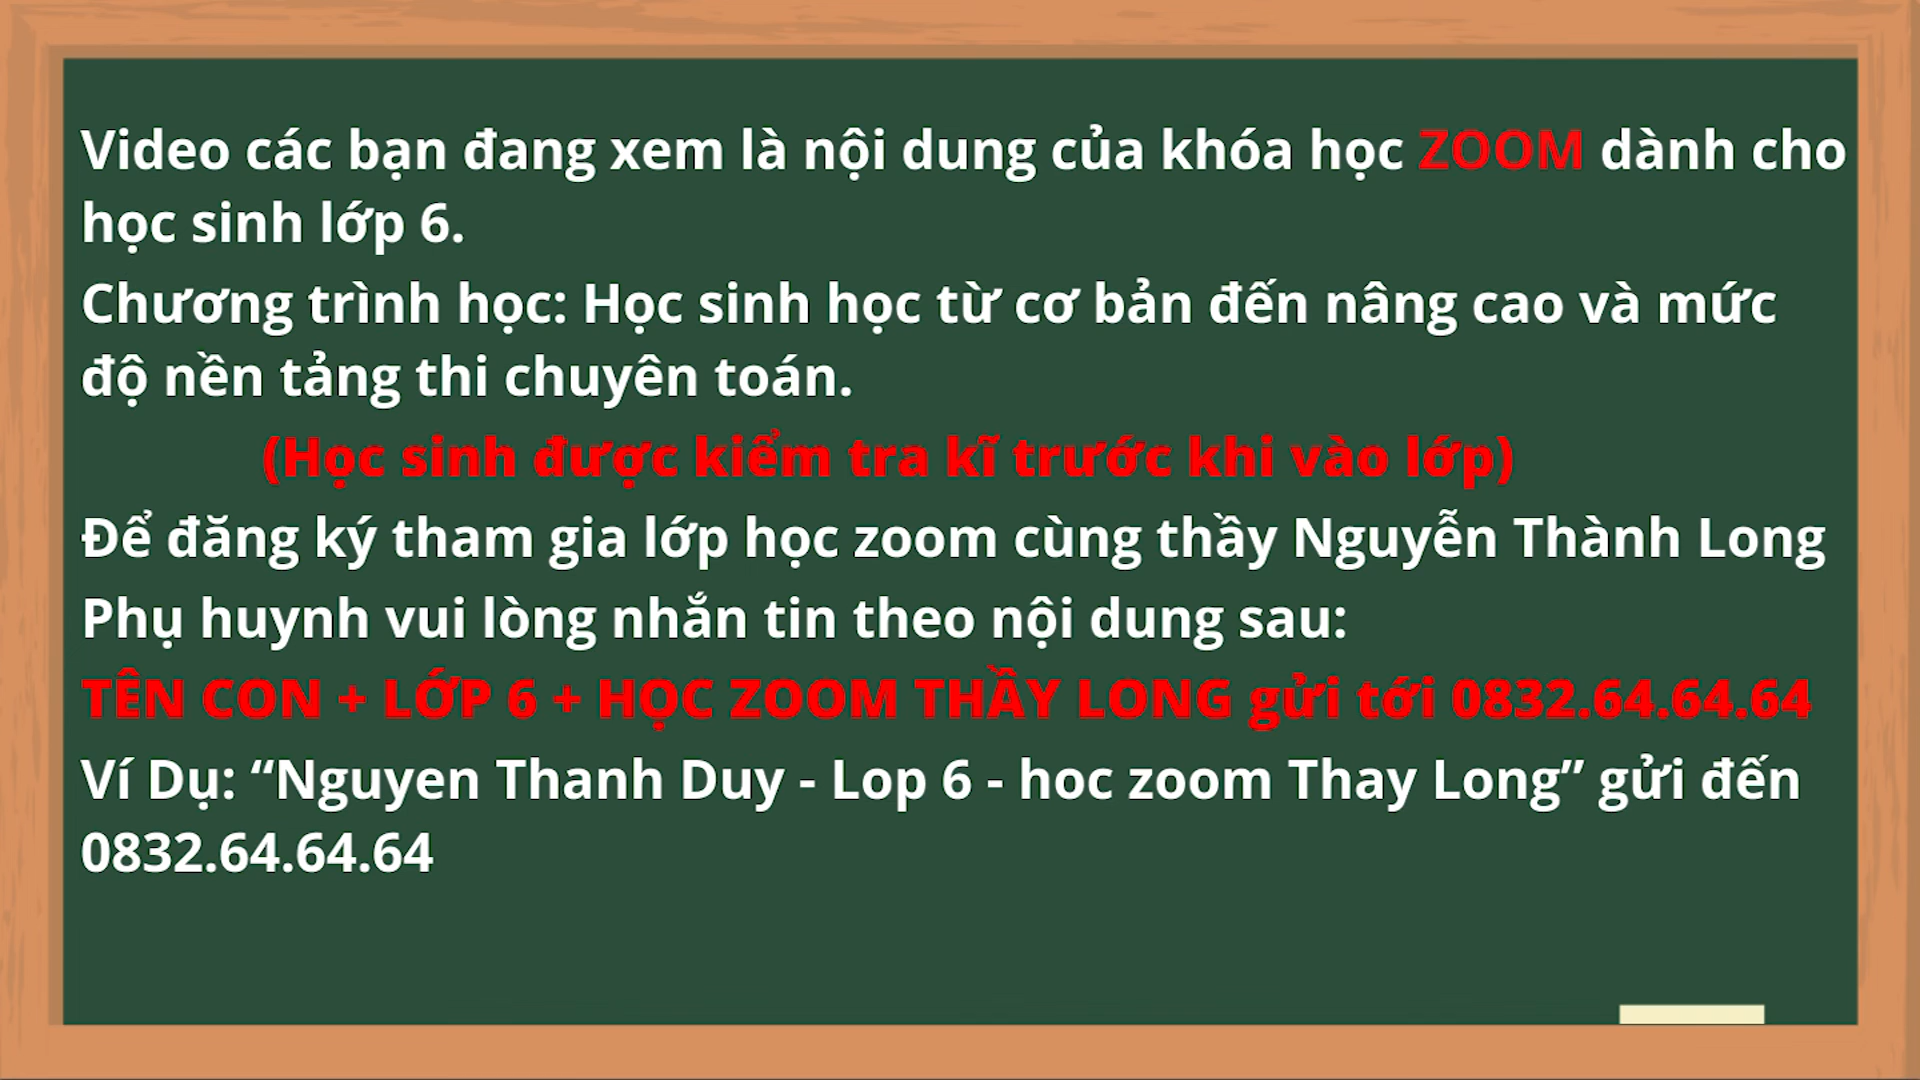 Video các bạn đang xem là nội dung của khóa học ZOOM dành cho
học sinh lớp 6.
Chương trình học: Học sinh học từ cơ bản đến nâng cao và mức
độ nền tảng thi chuyên toán.
(Học sinh được kiểm tra kĩ trước khi vào lớp)
Để đăng ký tham gia lớp học zoom cùng thầy Nguyễn Thành Long
Phụ huynh vui lòng nhắn tin theo nội dung sau:
TÊN CON + LỚP 6 + HỌC ZOOM THẦY LONG gửi tới 0832.64.64.64
Ví Dụ: “Nguyen Thanh Duy - Lop 6 - hoc zoom Thay Long” gửi đến
0832.64.64.64